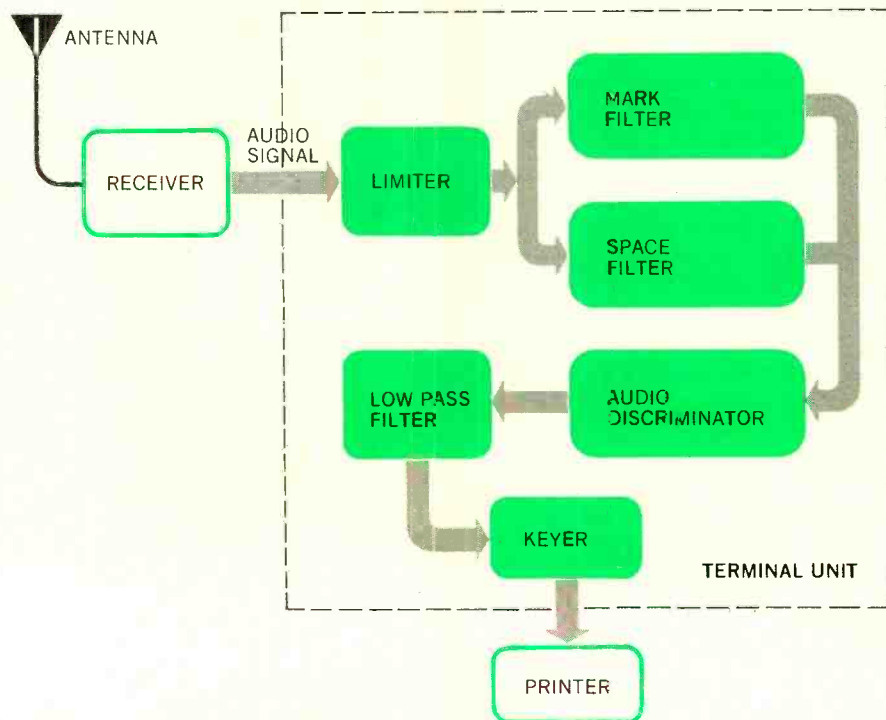 ANTENNA
RECEIVER
AUDIO
SIGNAL
LIMITER
MARK
FILTER
SPACE
FILTER
AUDIO
DISCRIMINATOR
LOW PASS
FILTER
KEYER
TERMINAL UNIT
PRINTER